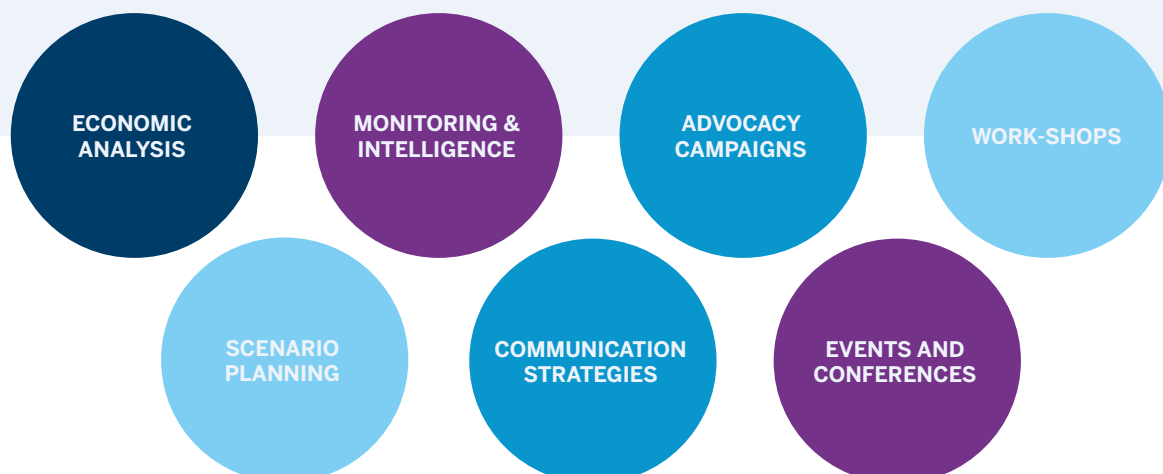 ECONOMIC
ANALYSIS
MONITORING &
INTELLIGENCE
ADVOCACY
CAMPAIGNS
WORK-SHOPS
SCENARIO
PLANNING
COMMUNICATION
STRATEGIES
EVENTS AND
CONFERENCES